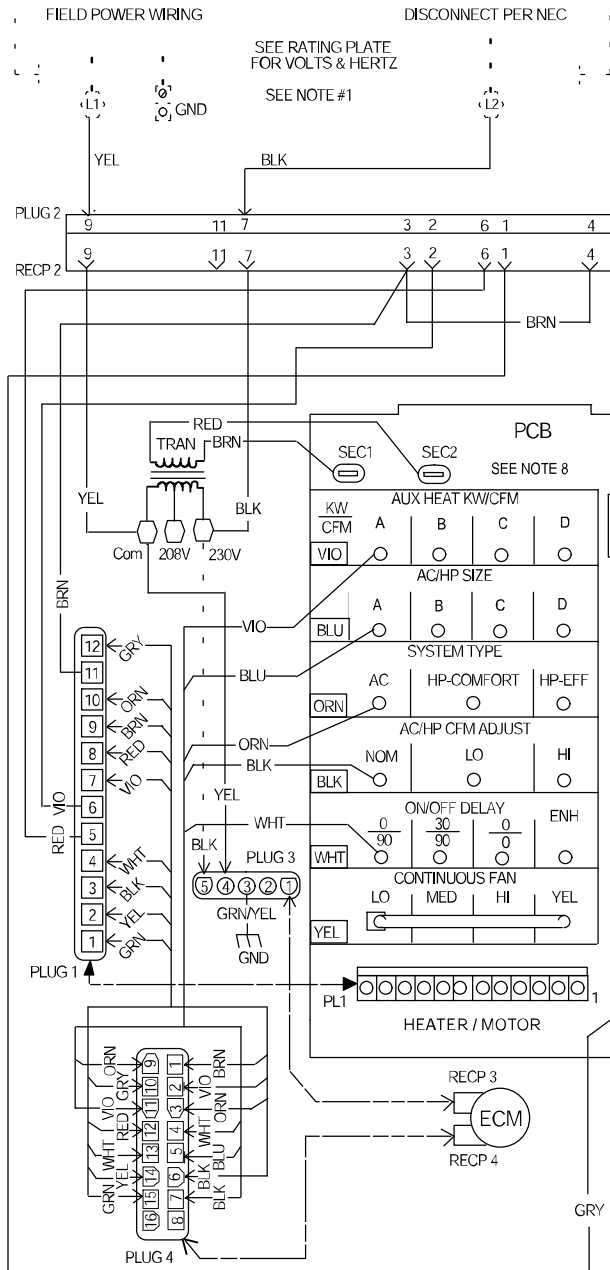 FIELD POWER WIRING
DISCONNECT PER NEC
SEE RATING PLATE
FOR VOLTS & HERTZ
SEE NOTE #1
L1
GND
L2
YEL
BLK
PLUG 2
9 11 7 3 2 6 1 4
RECP 2
9 11 7 3 2 6 1 4
BRN
RED
TRAN
BRN
YEL
BLK
Com 208V 230V
BRN
PCB
SEC1 SEC2
SEE NOTE 8
AUX HEAT KW/CFM
KW
CFM
A B C D
VIO
AC/HP SIZE
A B C D
BLU
SYSTEM TYPE
AC HP-COMFORT HP-EFF
ORN
AC/HP CFM ADJUST
NOM LO HI
BLK
ON/OFF DELAY
0
90
30
90
0
0
ENH
WHT
CONTINUOUS FAN
LO MED HI YEL
YEL
PL1
1
HEATER / MOTOR
VIO
BLU
ORN
BLK
YEL
WHT
BLK
PLUG 3
5 4 3 2 1
GRN/YEL
GND
12 GRY
11
10 ORN
9 BRN
8 RED
7 VIO
6 VIO
5 RED
4 WHT
3 BLK
2 YEL
1 GRN
PLUG 1
ORN 9 1 BRN
GRY 10 2 VIO
VIO 11 3 ORN
RED 12 4 WHT
WHT 13 5 BLU
YEL 14 6 BLK
GRN 15 7 BLK
16 8
PLUG 4
RECP 3
ECM
RECP 4
GRY